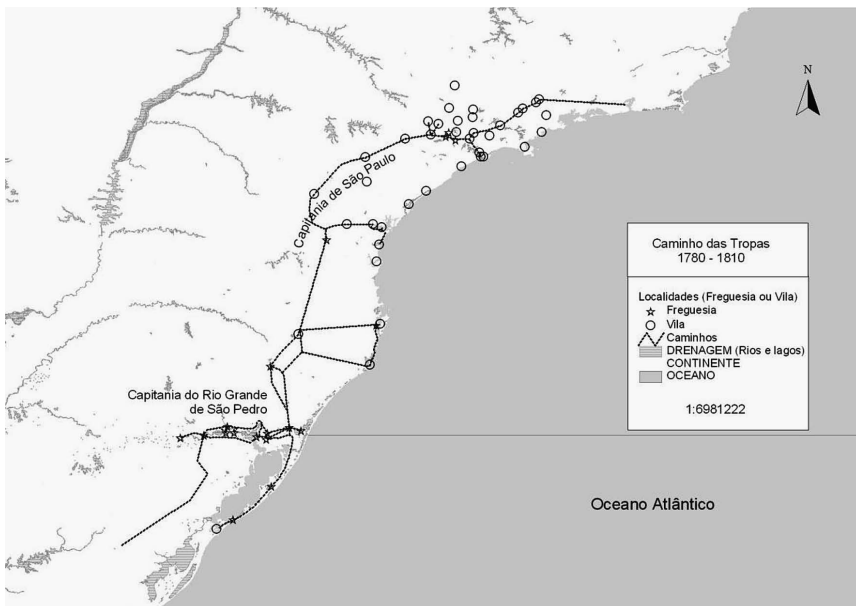 N
Capitania de São Paulo
Caminho das Tropas
1780 - 1810
Localidades (Freguesia ou Vila)
Freguesia
Vila
Caminhos
DRENAGEM (Rios e lagos)
CONTINENTE
OCEANO
1:6981222
Capitania do Rio Grande
de São Pedro
Oceano Atlântico